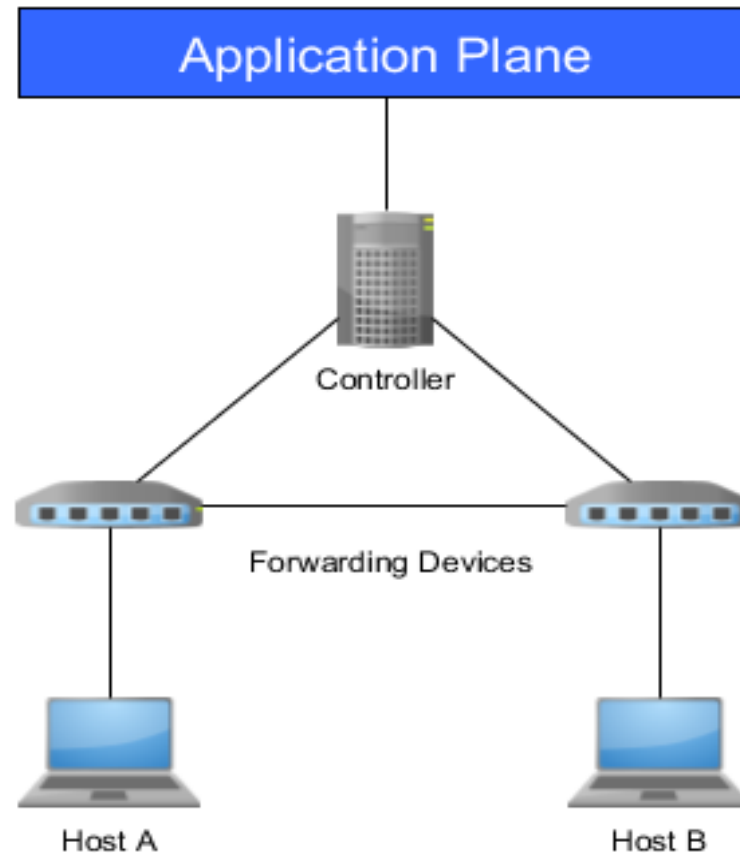 Application Plane
Controller
Forwarding Devices
Host A
Host B